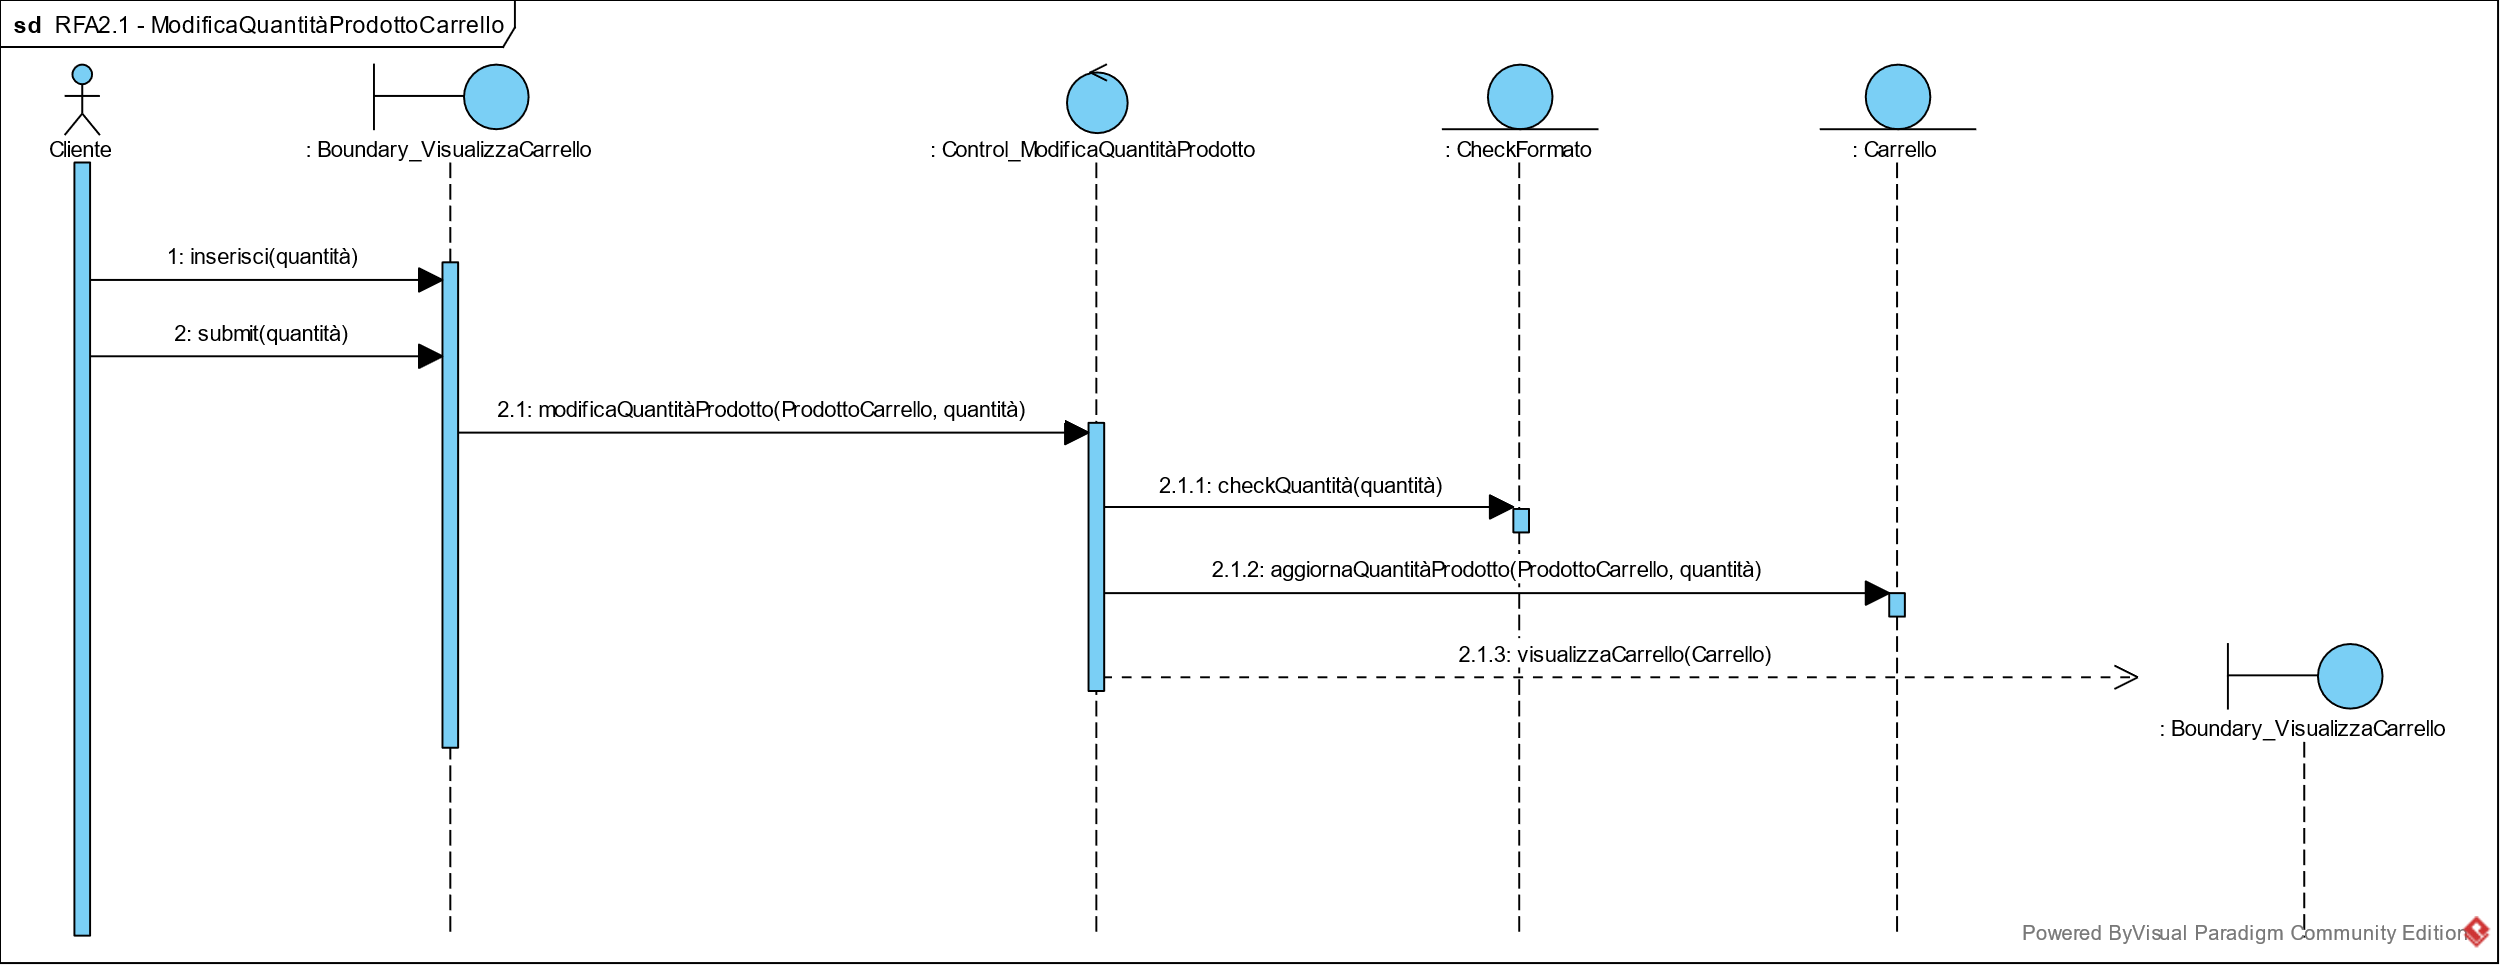 sd RFA2.1 - ModificaQuantitàProdottoCarrello
Cliente
: Boundary_VisualizzaCarrello
: Control_ModificaQuantitàProdotto
: CheckFormato
: Carrello
1: inserisci(quantità)
2: submit(quantità)
2.1: modificaQuantitàProdotto(ProdottoCarrello, quantità)
2.1.1: checkQuantità(quantità)
2.1.2: aggiornaQuantitàProdotto(ProdottoCarrello, quantità)
2.1.3: visualizzaCarrello(Carrello)
: Boundary_VisualizzaCarrello
Powered By Visual Paradigm Community Edition